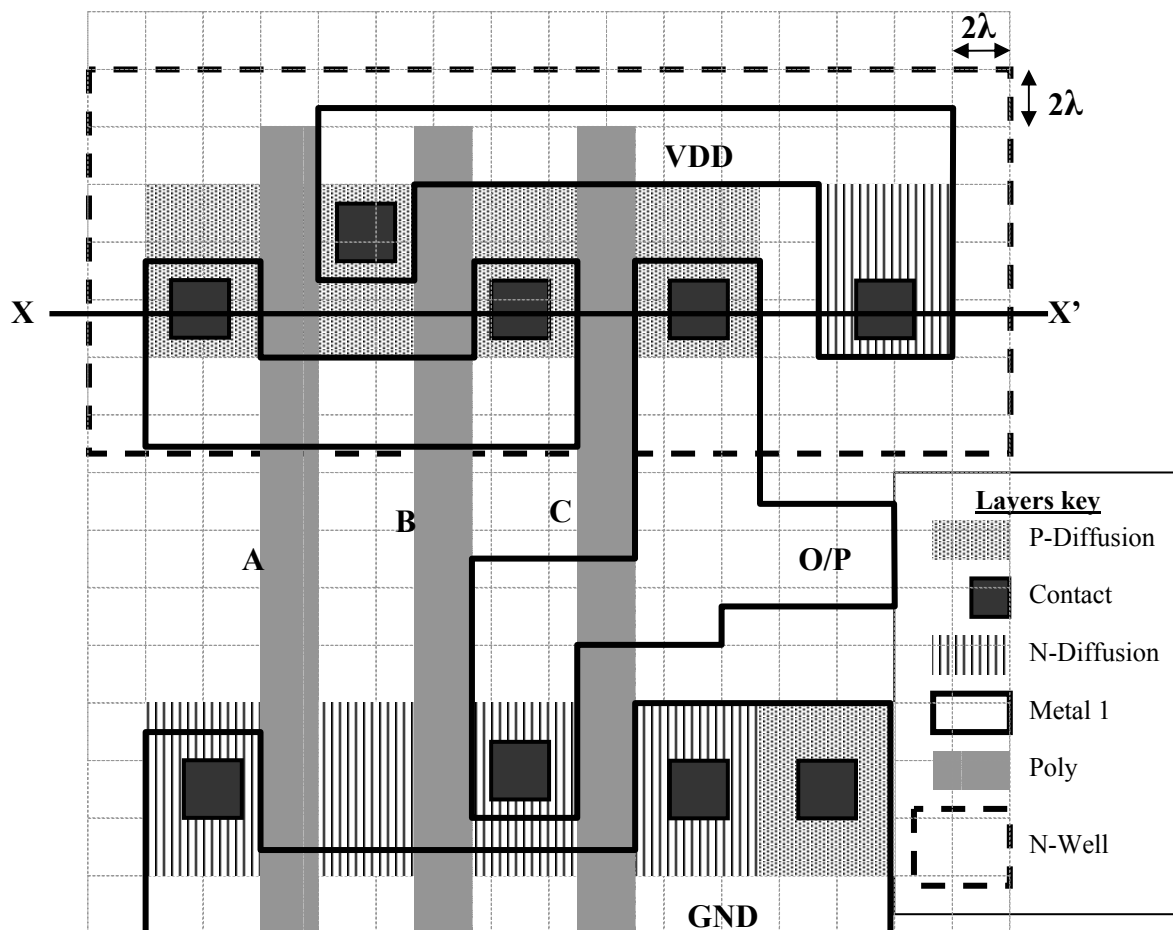 2λ
2λ
VDD
X
X'
B
C
A
O/P
GND
Layers key
P-Diffusion
Contact
N-Diffusion
Metal 1
Poly
N-Well